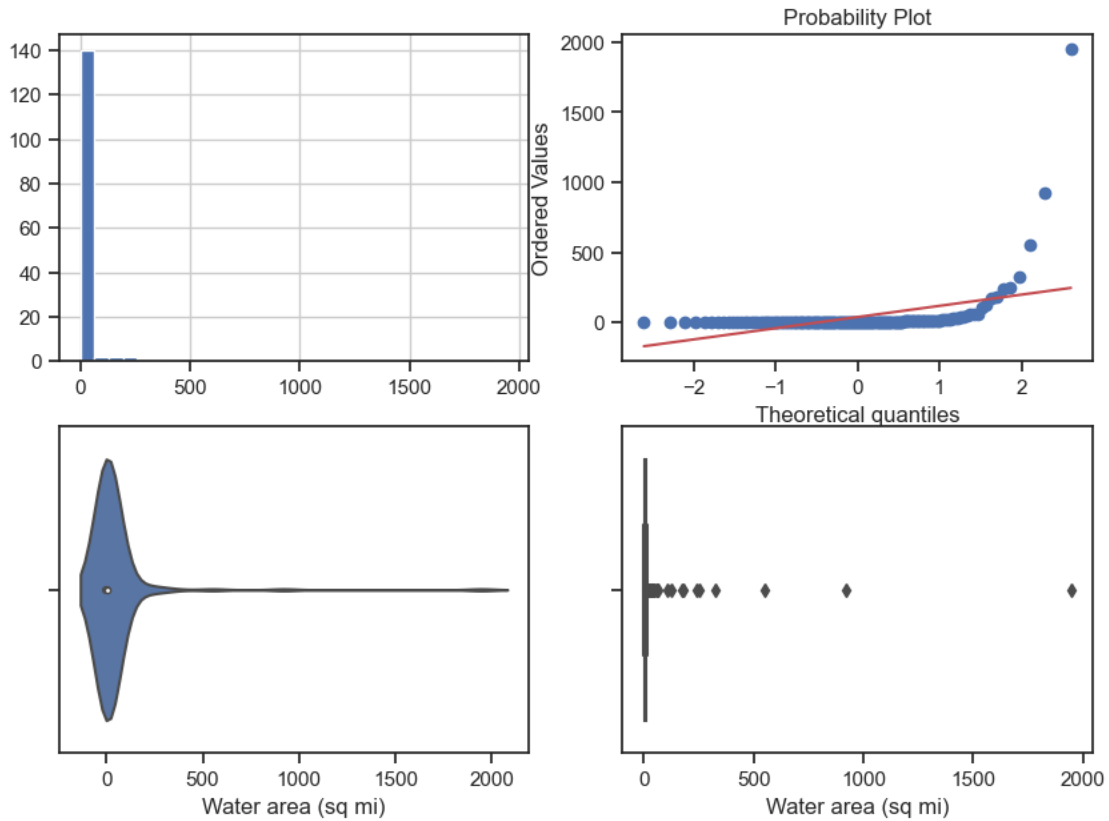 Probability Plot
140
120
100
80
60
40
20
0
0 500 1000 1500 2000
Ordered Values
2000
1500
1000
500
0
−2 −1 0 1 2
Theoretical quantiles
0 500 1000 1500 2000
Water area (sq mi)
0 500 1000 1500 2000
Water area (sq mi)